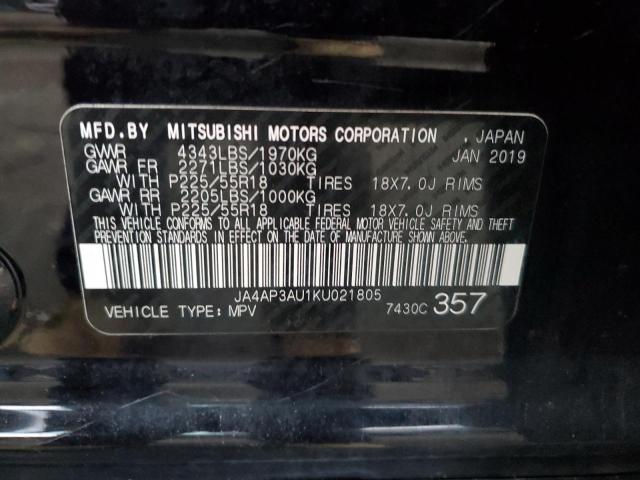 MFD.BY MITSUBISHI MOTORS CORPORATION , JAPAN
GVWR 4343LBS/1970KG JAN 2019
GAWR FR 2271LBS/1030KG
WITH P225/55R18 TIRES 18X7.0J RIMS
GAWR RR 2205LBS/1000KG
WITH P225/55R18 TIRES 18X7.0J RIMS
THIS VEHICLE CONFORMS TO ALL APPLICABLE FEDERAL MOTOR VEHICLE SAFETY AND THEFT
PREVENTION STANDARDS IN EFFECT ON THE DATE OF MANUFACTURE SHOWN ABOVE.
JA4AP3AU1KU021805
VEHICLE TYPE: MPV 7430C 357